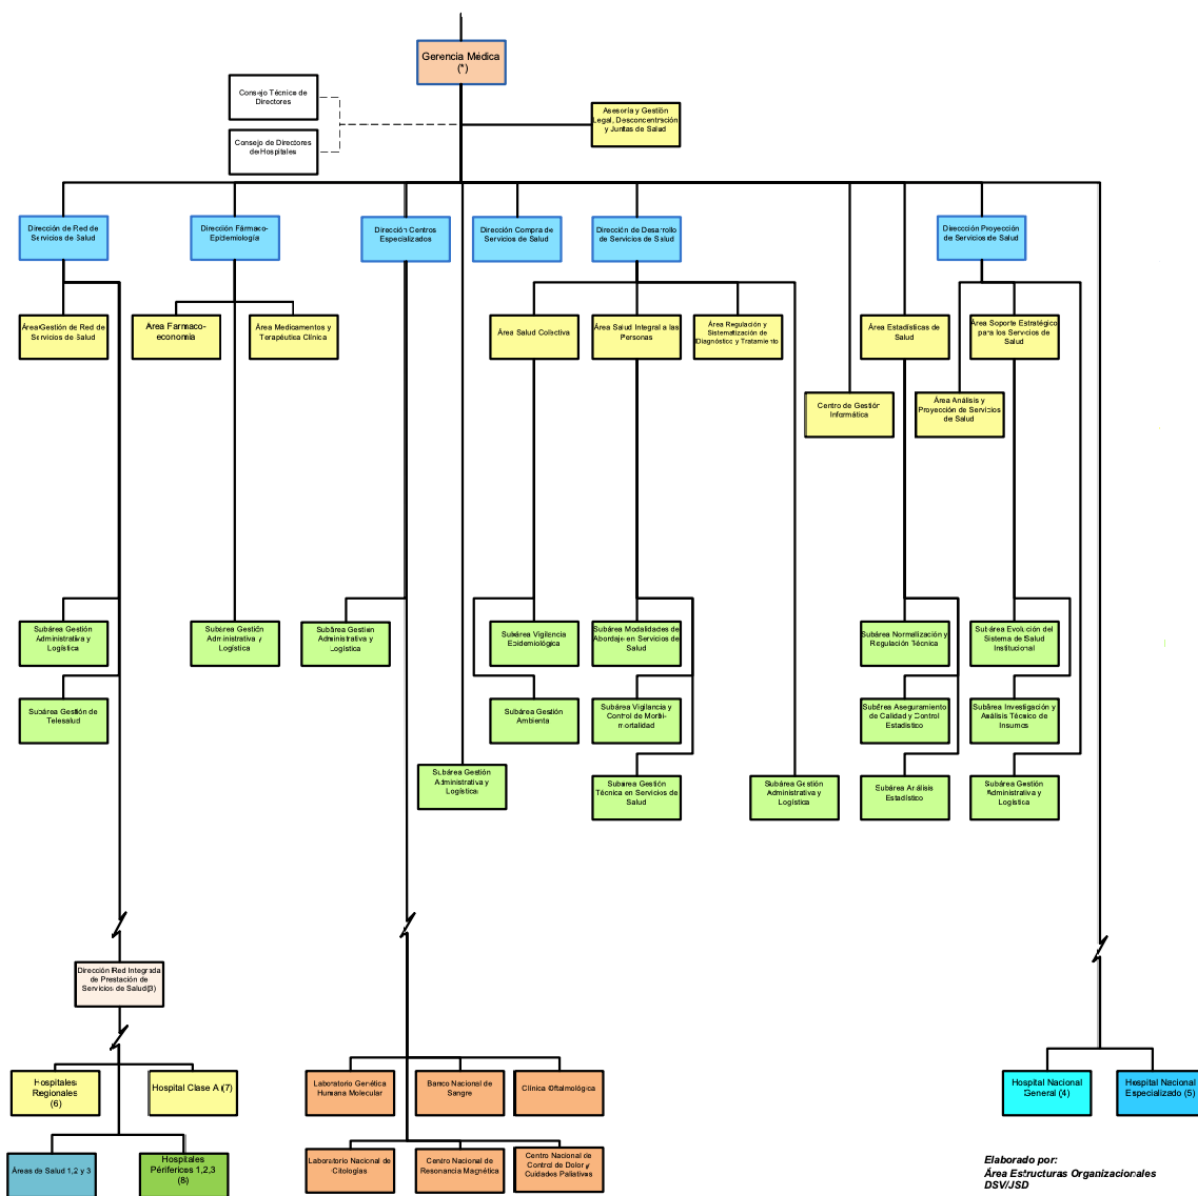 Gerencia Médica
(*)
Consejo Técnico de
Directores
Consejo de Directores
de Hospitales
Asesoría y Gestión
Legal, Desconcentración
y Juntas de Salud
Dirección de Red de
Servicios de Salud
Dirección Fármaco-
Epidemiología
Dirección Centros
Especializados
Dirección Compra de
Servicios de Salud
Dirección de Desarrollo
de Servicios de Salud
Direccción Proyección
de Servicios de Salud
Área Gestión de Red de
Servicios de Salud
Area Farmaco-
economía
Área Medicamentos y
Terapéutica Clínica
Área Salud Colectiva
Área Salud Integral a las
Personas
Área Regulación y
Sistematización de
Diagnóstico y Tratamiento
Área Estadísticas de
Salud
Área Soporte Estratégico
para los Servicios de
Salud
Centro de Gestión
Informática
Área Análisis y
Proyección de Servicios
de Salud
Subárea Gestión
Administrativa y
Logística
Subárea Gestión
Administrativa y
Logística
Subárea Gestien
Administrativa y
Logística
Subárea Vigilancia
Epidemiológica
Subárea Modalidades de
Abordaje en Servicios de
Salud
Subárea Normalización y
Regulación Técnica
Subárea Evolución del
Sistema de Salud
Institucional
Subárea Gestión de
Telesalud
Subárea Gestión
Ambienta
Subárea Vigilancia y
Control de Morbi-
mortalidad
Subárea Aseguramiento
de Calidad y Control
Estadístico
Subárea Investigación y
Análisis Técnico de
Insumos
Subárea Gestión
Administrativa y
Logística
Subárea Gestión
Técnica en Servicios de
Salud
Subárea Gestión
Administrativa y
Logística
Subárea Análisis
Estadístico
Subárea Gestión
Administrativa y
Logística
Dirección Red Integrada
de Prestación de
Servicios de Salud(3)
Hospitales
Regionales
(6)
Hospital Clase A (7)
Áreas de Salud 1,2 y 3
Hospitales
Périfericos 1,2,3
(8)
Laboratorio Genética
Humana Molecular
Banco Nacional de
Sangre
Clínica Oftalmológica
Laboratorio Nacional de
Citologías
Centro Nacional de
Resonancia Magnética
Centro Nacional de
Control de Dolor y
Cuidados Paliativos
Hospital Nacional
General (4)
Hospital Nacional
Especializado (5)
Elaborado por:
Área Estructuras Organizacionales
DSV/JSD